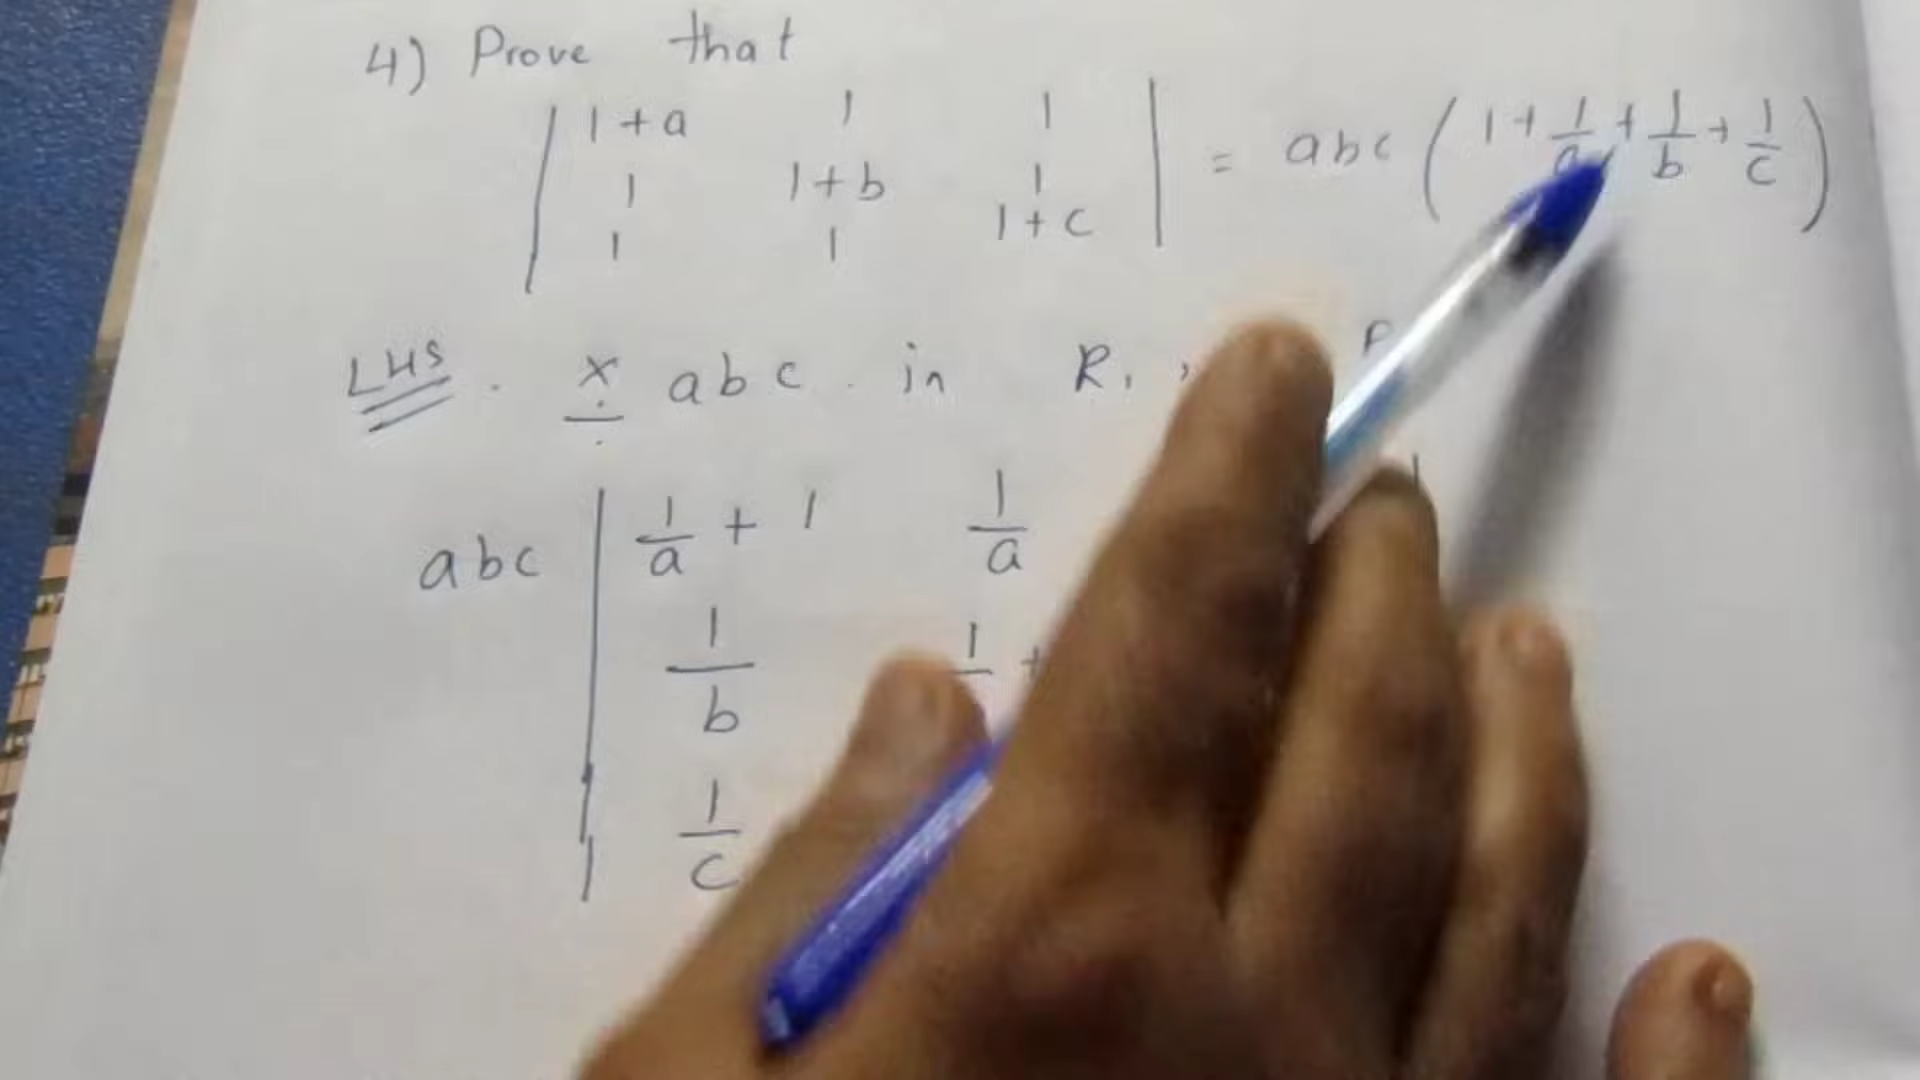 4) Prove that
| 1+a 1 1 |
| 1 1+b 1 | = abc ( 1 + 1/a + 1/b + 1/c )
| 1 1 1+c |
LHS . × ÷ abc . in R₁ ,
abc | 1/a + 1 1/a
1/b 1 +
1/c